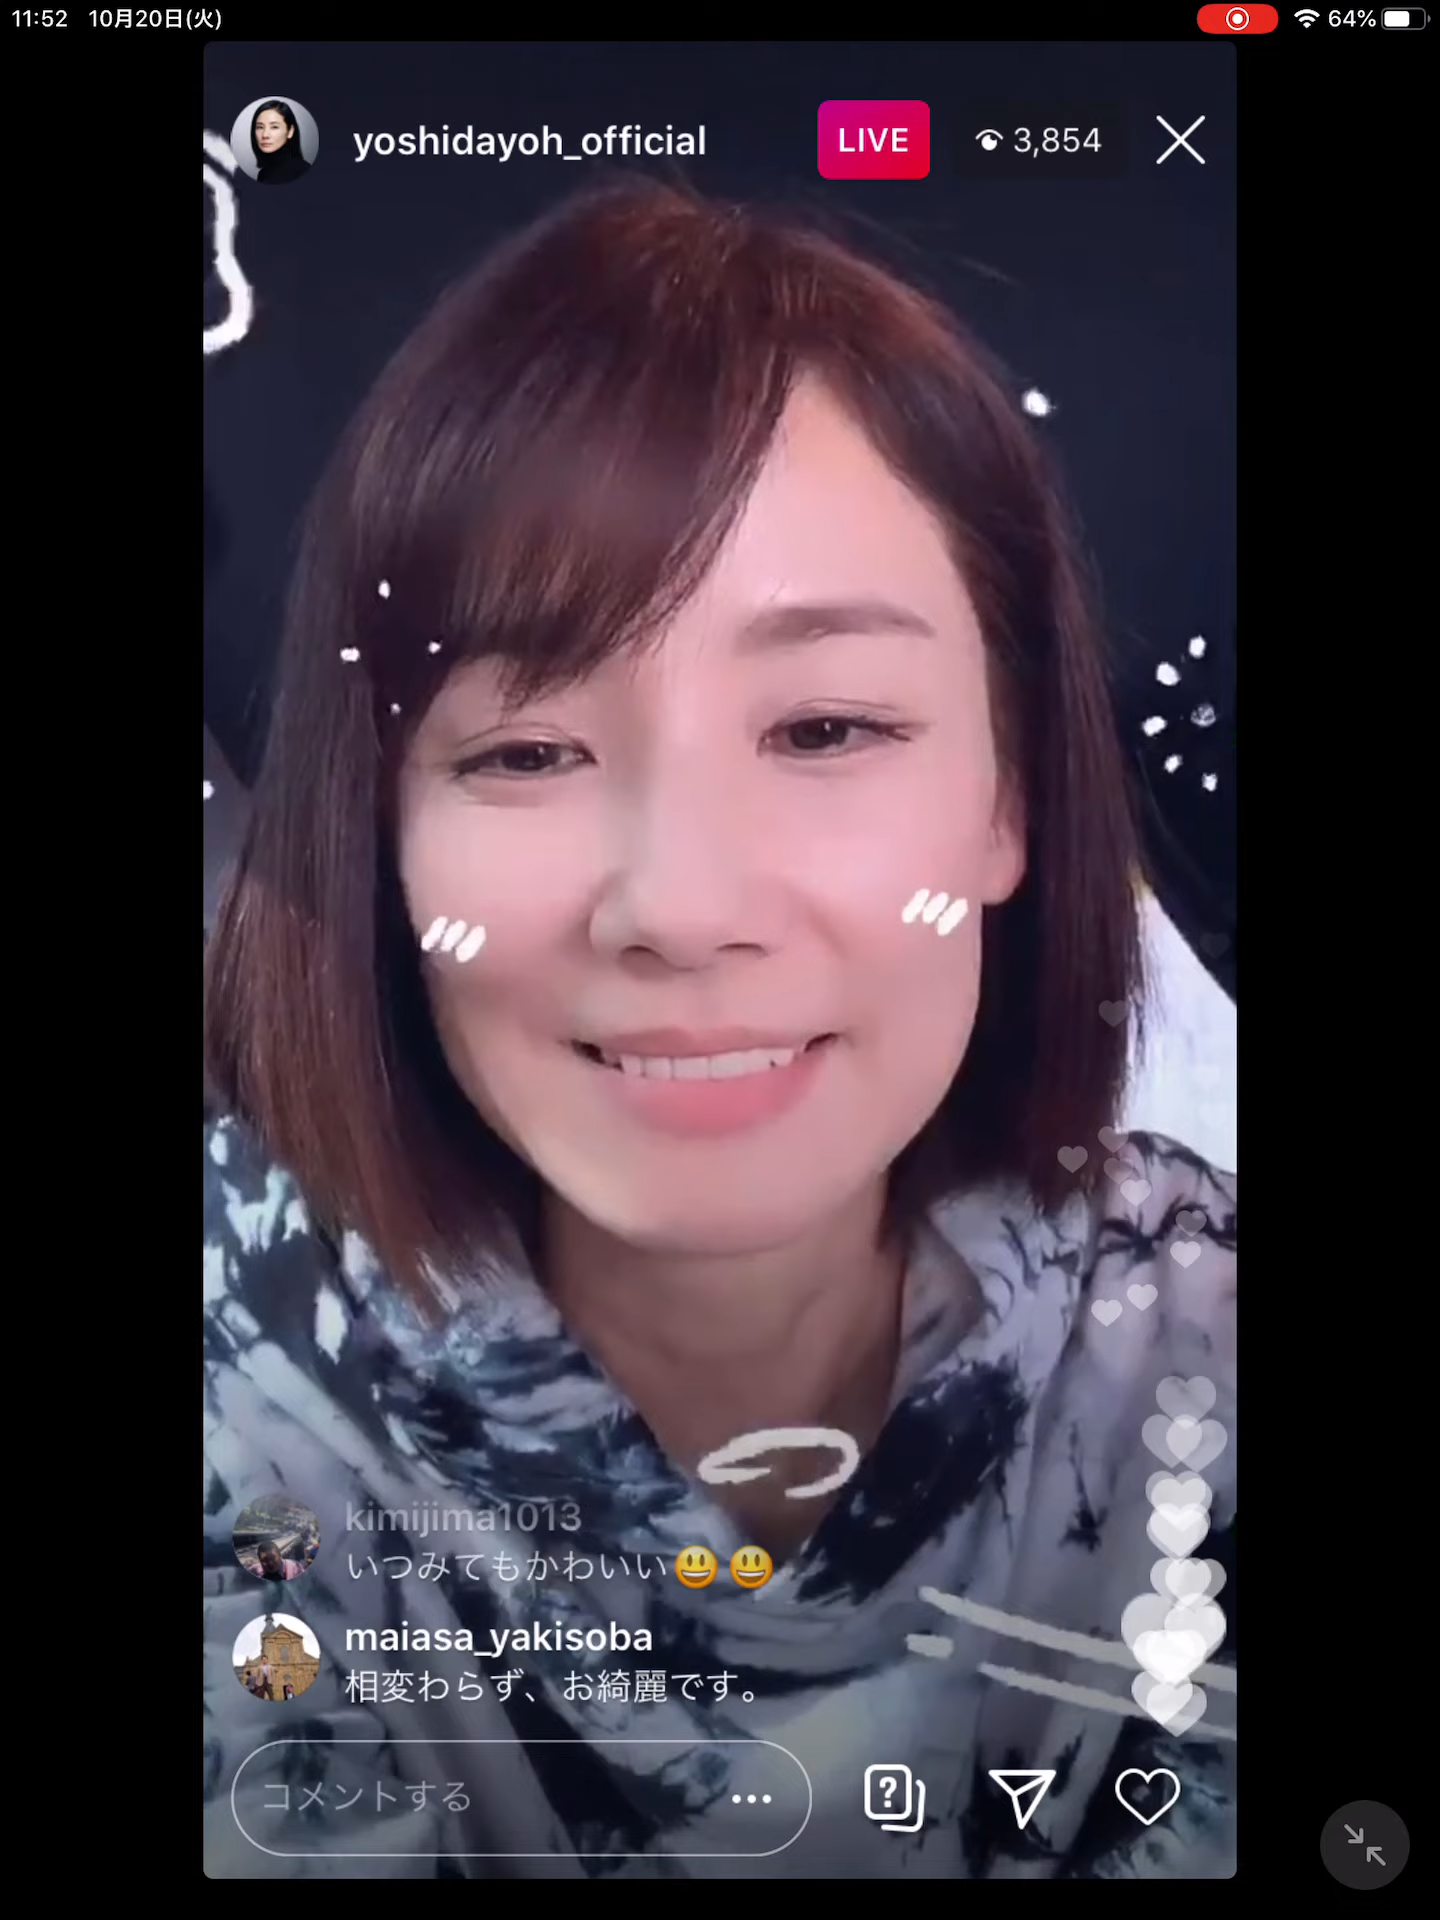 11:52 10月20日(火)
64%
yoshidayoh_official
LIVE
3,854
kimijima1013
いつみてもかわいい😃😃
maiasa_yakisoba
相変わらず、お綺麗です。
コメントする